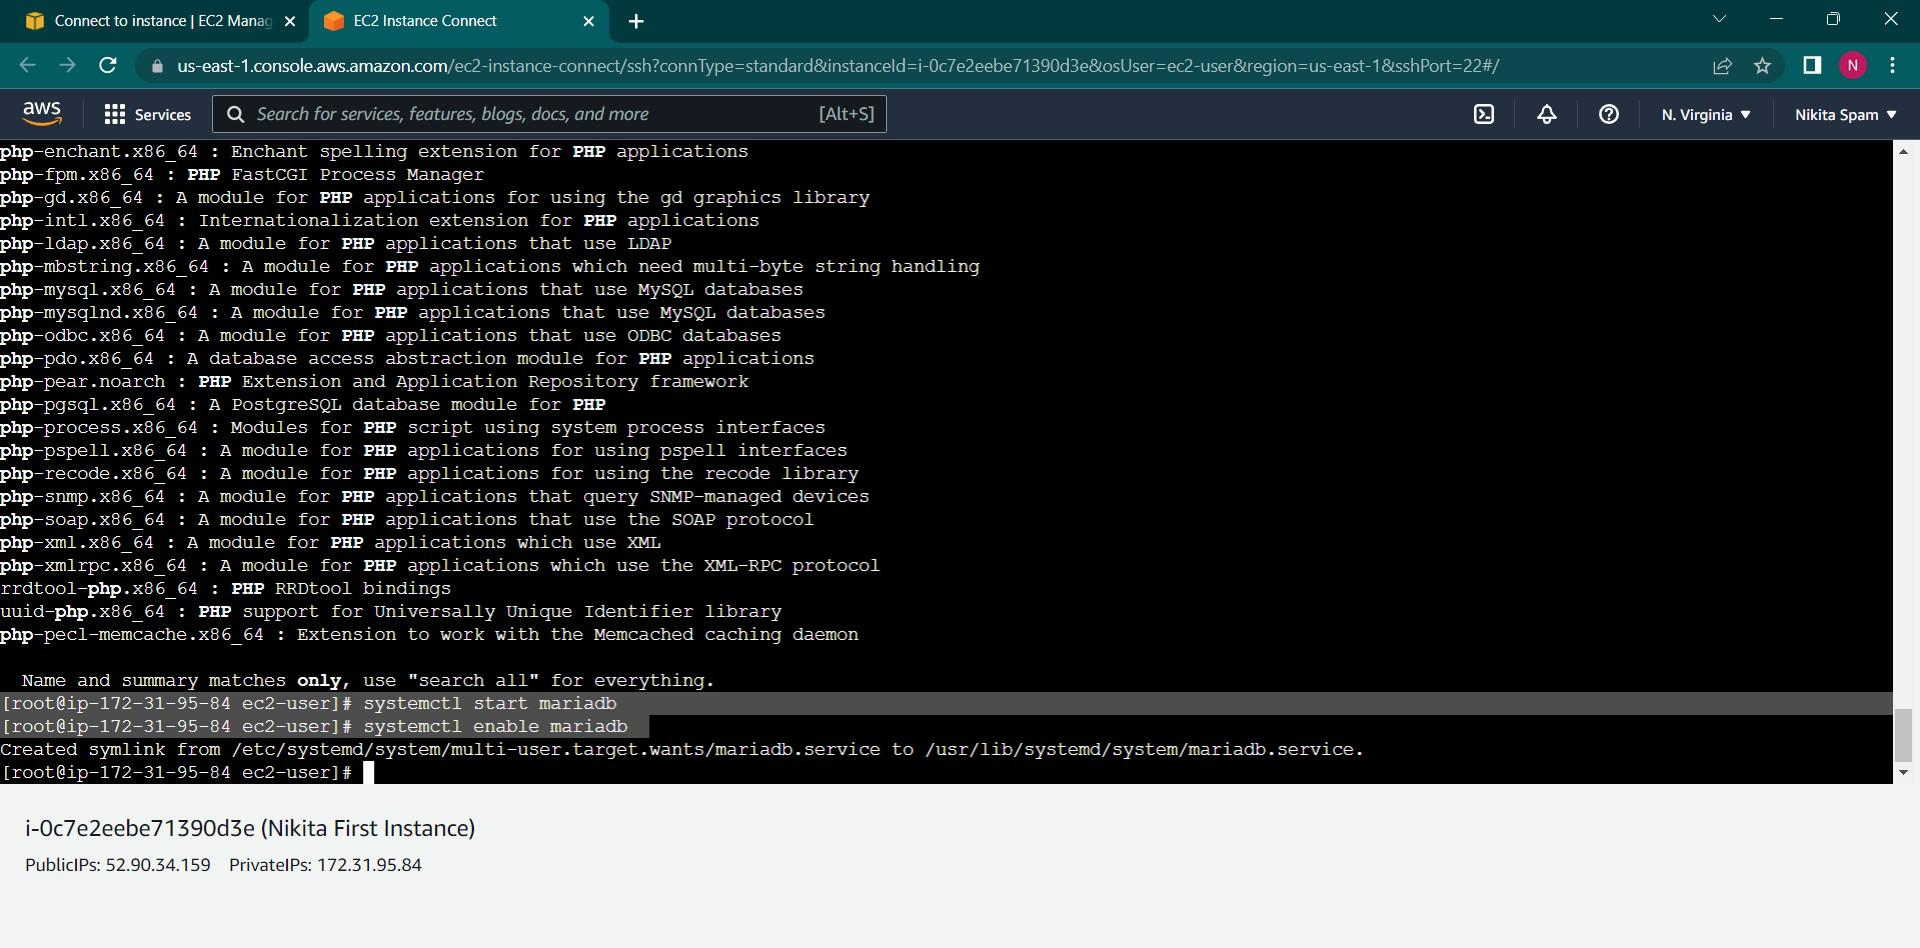 Connect to instance | EC2 Manag
EC2 Instance Connect
us-east-1.console.aws.amazon.com/ec2-instance-connect/ssh?connType=standard&instanceId=i-0c7e2eebe71390d3e&osUser=ec2-user&region=us-east-1&sshPort=22#/
N
aws
Services
Search for services, features, blogs, docs, and more
[Alt+S]
N. Virginia
Nikita Spam
php-enchant.x86_64 : Enchant spelling extension for PHP applications
php-fpm.x86_64 : PHP FastCGI Process Manager
php-gd.x86_64 : A module for PHP applications for using the gd graphics library
php-intl.x86_64 : Internationalization extension for PHP applications
php-ldap.x86_64 : A module for PHP applications that use LDAP
php-mbstring.x86_64 : A module for PHP applications which need multi-byte string handling
php-mysql.x86_64 : A module for PHP applications that use MySQL databases
php-mysqlnd.x86_64 : A module for PHP applications that use MySQL databases
php-odbc.x86_64 : A module for PHP applications that use ODBC databases
php-pdo.x86_64 : A database access abstraction module for PHP applications
php-pear.noarch : PHP Extension and Application Repository framework
php-pgsql.x86_64 : A PostgreSQL database module for PHP
php-process.x86_64 : Modules for PHP script using system process interfaces
php-pspell.x86_64 : A module for PHP applications for using pspell interfaces
php-recode.x86_64 : A module for PHP applications for using the recode library
php-snmp.x86_64 : A module for PHP applications that query SNMP-managed devices
php-soap.x86_64 : A module for PHP applications that use the SOAP protocol
php-xml.x86_64 : A module for PHP applications which use XML
php-xmlrpc.x86_64 : A module for PHP applications which use the XML-RPC protocol
rrdtool-php.x86_64 : PHP RRDtool bindings
uuid-php.x86_64 : PHP support for Universally Unique Identifier library
php-pecl-memcache.x86_64 : Extension to work with the Memcached caching daemon
Name and summary matches only, use "search all" for everything.
[root@ip-172-31-95-84 ec2-user]# systemctl start mariadb
[root@ip-172-31-95-84 ec2-user]# systemctl enable mariadb
Created symlink from /etc/systemd/system/multi-user.target.wants/mariadb.service to /usr/lib/systemd/system/mariadb.service.
[root@ip-172-31-95-84 ec2-user]#
i-0c7e2eebe71390d3e (Nikita First Instance)
PublicIPs: 52.90.34.159 PrivateIPs: 172.31.95.84